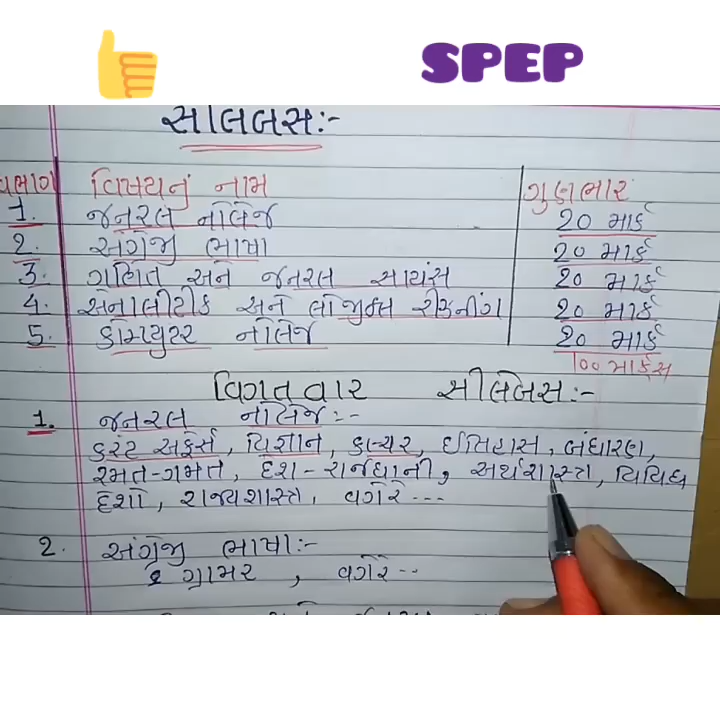 SPEP
સીલબસ:-
વિભાગ વિષયનું નામ ગુણભાર
1. જનરલ નોલેજ 20 માર્ક
2. અંગ્રેજી ભાષા 20 માર્ક
3. ગણિત અને જનરલ સાયંસ 20 માર્ક
4. એનાલીટીક અને લોજીકલ રીઝનીંગ 20 માર્ક
5. કોમ્પ્યુટર નોલેજ 20 માર્ક
100 માર્કસ
વિગતવાર સીલેબસ:-
1. જનરલ નોલેજ:-
કરંટ અફેર્સ, વિજ્ઞાન, કલ્ચર, ઈતિહાસ, બંધારણ,
રમત-ગમત, દેશ-રાજધાની, અર્થશાસ્ત્ર, વિવિધ
દેશો, રાજ્યશાસ્ત્ર, વગેરે ---
2. અંગ્રેજી ભાષા:-
ગ્રામર , વગેરે--